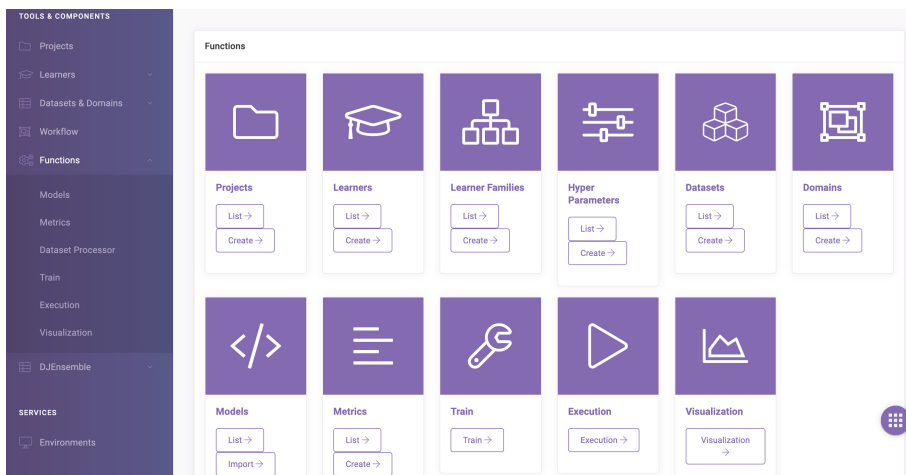 TOOLS & COMPONENTS
Projects
Learners
Datasets & Domains
Workflow
Functions
Models
Metrics
Dataset Processor
Train
Execution
Visualization
DJEnsemble
SERVICES
Environments
Functions
Projects
List →
Create →
Learners
List →
Create →
Learner Families
List →
Create →
Hyper
Parameters
List →
Create →
Datasets
List →
Create →
Domains
List →
Create →
</>
Models
List →
Import →
Metrics
List →
Create →
Train
Train →
Execution
Execution →
Visualization
Visualization
→